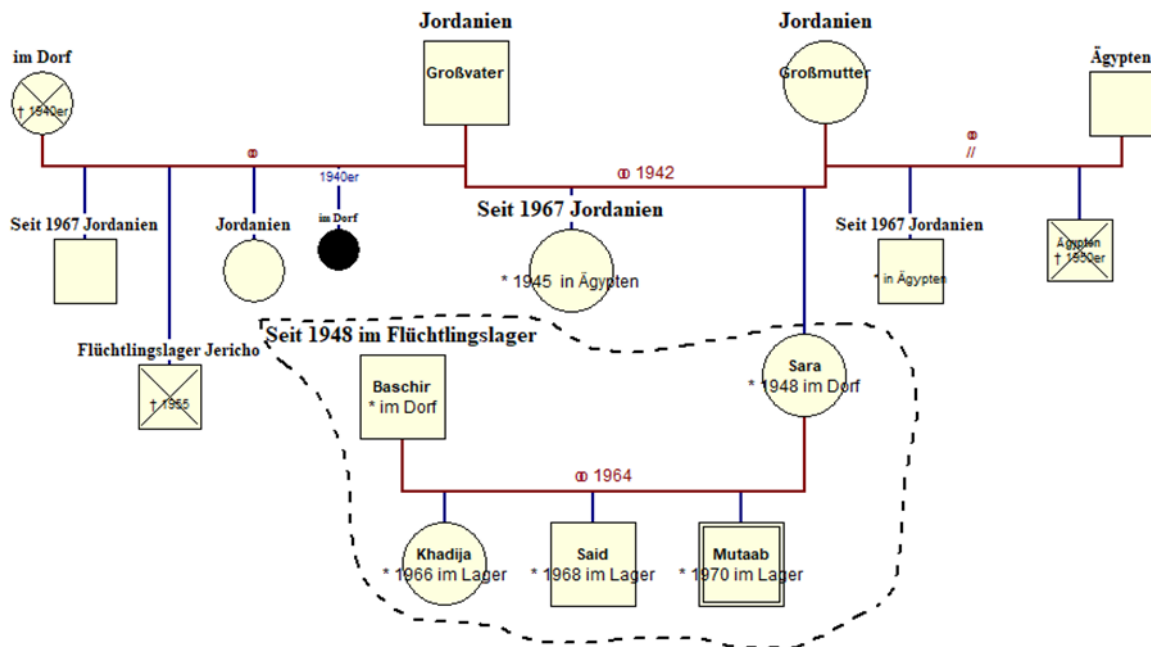 Jordanien
Jordanien
im Dorf
Ägypten
Großvater
Großmutter
† 1940er
ꚙ
ꚙ
//
1940er
ꚙ 1942
Seit 1967 Jordanien
Jordanien
im Dorf
Seit 1967 Jordanien
Seit 1967 Jordanien
Ägypten
† 1950er
* 1945 in Ägypten
* in Ägypten
Seit 1948 im Flüchtlingslager
Flüchtlingslager Jericho
† 1955
Baschir
* im Dorf
Sara
* 1948 im Dorf
ꚙ 1964
Khadija
* 1966 im Lager
Said
* 1968 im Lager
Mutaab
* 1970 im Lager